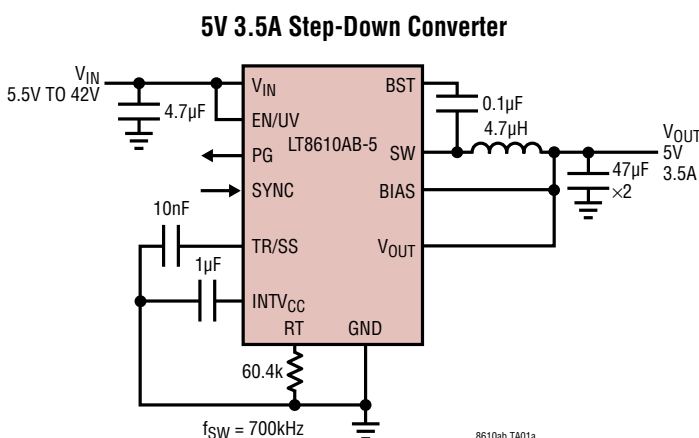 5V 3.5A Step-Down Converter
VIN
5.5V TO 42V
4.7µF
VIN
EN/UV
PG
SYNC
TR/SS
INTVCC
RT
GND
LT8610AB-5
BST
SW
BIAS
VOUT
0.1µF
4.7µH
VOUT
5V
3.5A
47µF
×2
10nF
1µF
60.4k
fSW = 700kHz
8610ab TA01a